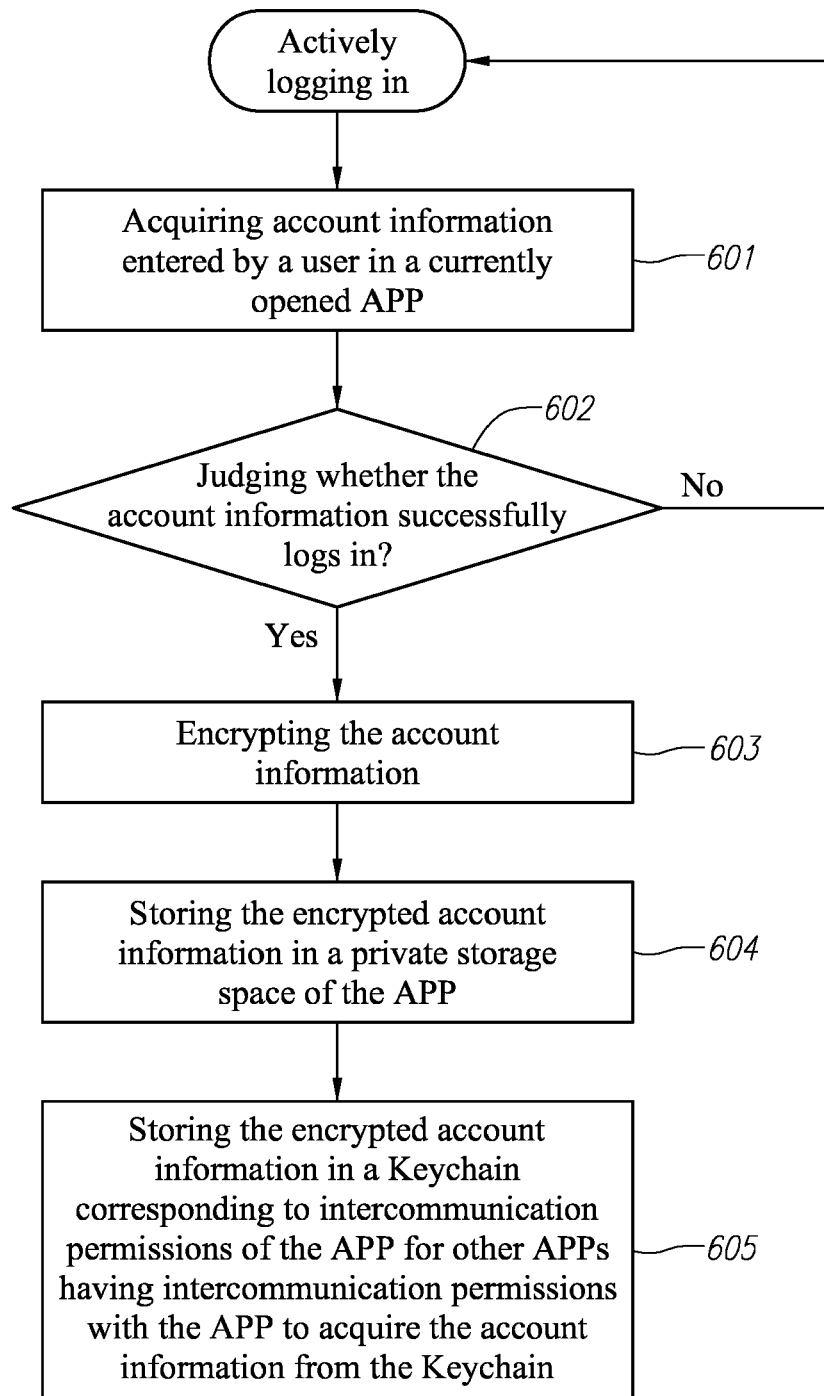 Actively
logging in
Acquiring account information
entered by a user in a currently
opened APP
601
602
Judging whether the
account information successfully
logs in?
No
Yes
Encrypting the account
information
603
Storing the encrypted account
information in a private storage
space of the APP
604
Storing the encrypted account
information in a Keychain
corresponding to intercommunication
permissions of the APP for other APPs
having intercommunication permissions
with the APP to acquire the account
information from the Keychain
605